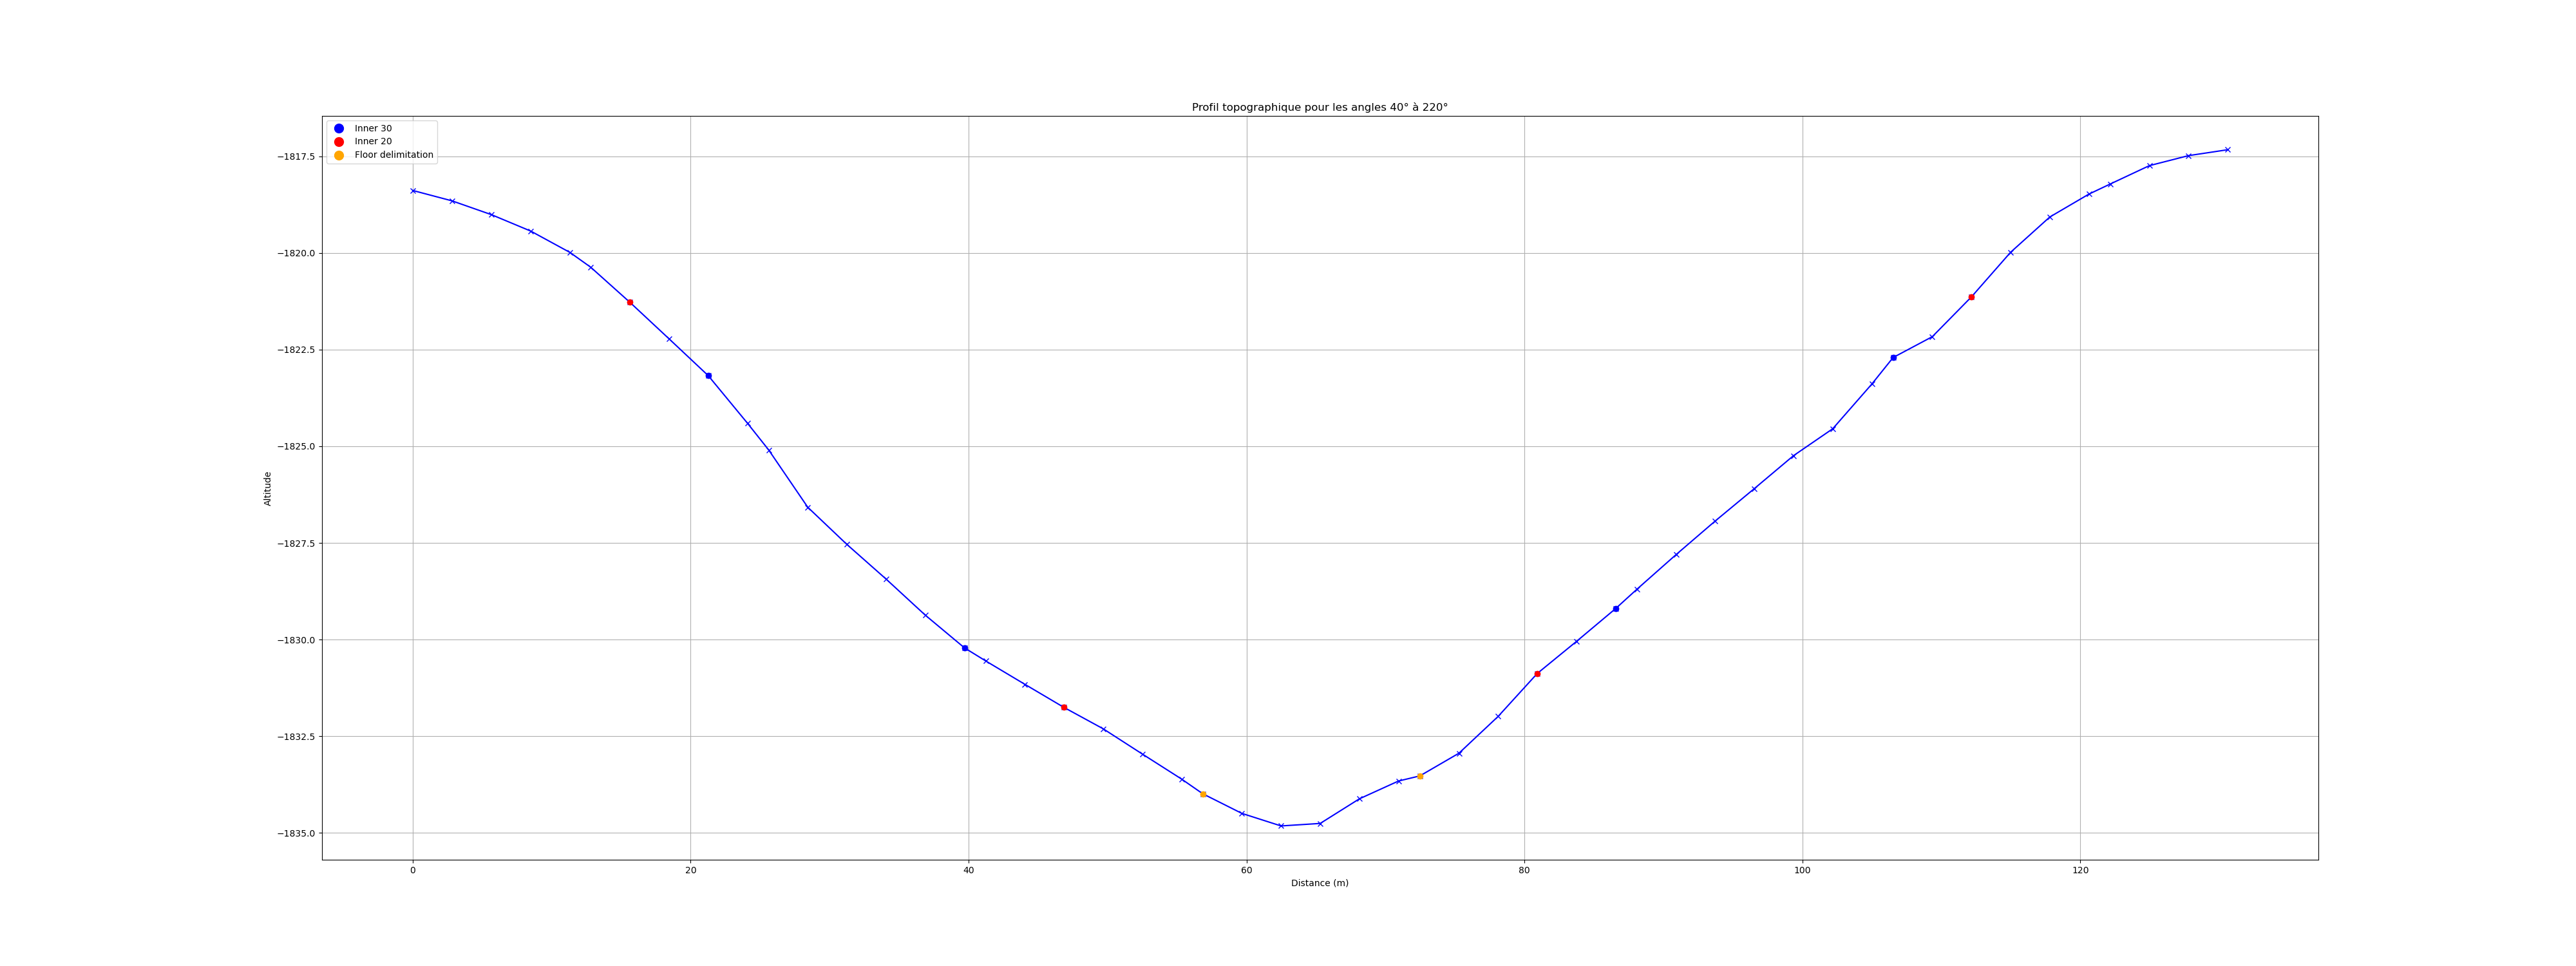 Profil topographique pour les angles 40° à 220°
Inner 30
Inner 20
Floor delimitation
−1817.5
−1820.0
−1822.5
−1825.0
−1827.5
−1830.0
−1832.5
−1835.0
Altitude
0 20 40 60 80 100 120
Distance (m)